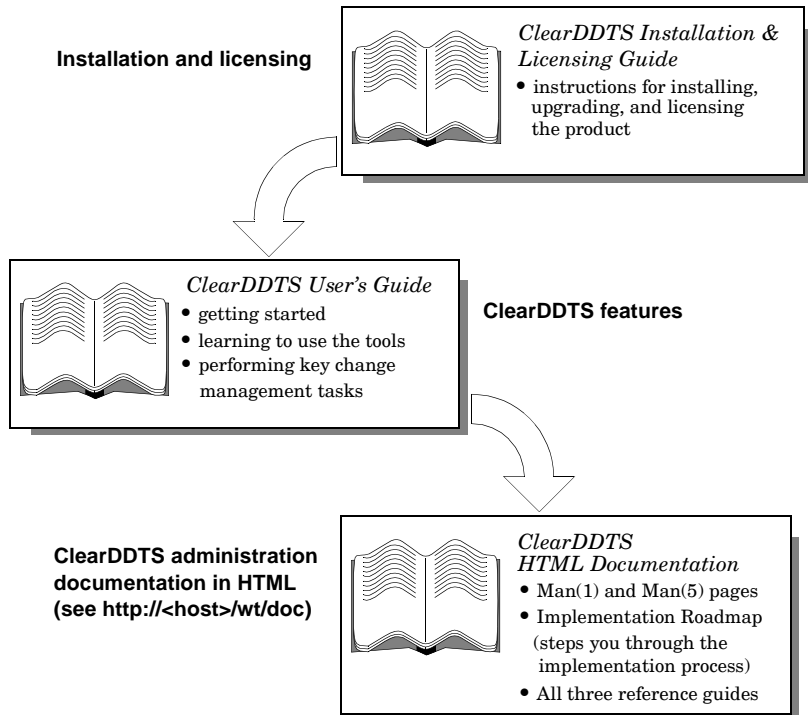 Installation and licensing
ClearDDTS Installation &
Licensing Guide
• instructions for installing,
upgrading, and licensing
the product
ClearDDTS User's Guide
• getting started
• learning to use the tools
• performing key change
management tasks
ClearDDTS features
ClearDDTS administration
documentation in HTML
(see http://<host>/wt/doc)
ClearDDTS
HTML Documentation
• Man(1) and Man(5) pages
• Implementation Roadmap
(steps you through the
implementation process)
• All three reference guides